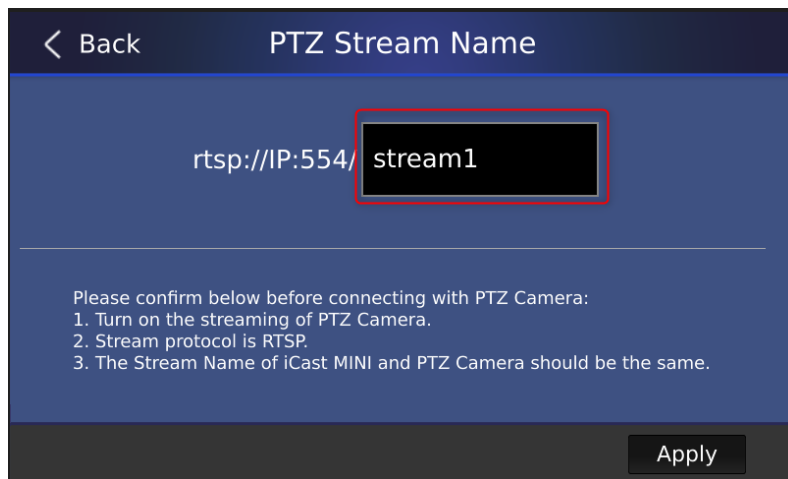 Back
PTZ Stream Name
rtsp://IP:554/ stream1
Please confirm below before connecting with PTZ Camera:
1. Turn on the streaming of PTZ Camera.
2. Stream protocol is RTSP.
3. The Stream Name of iCast MINI and PTZ Camera should be the same.
Apply